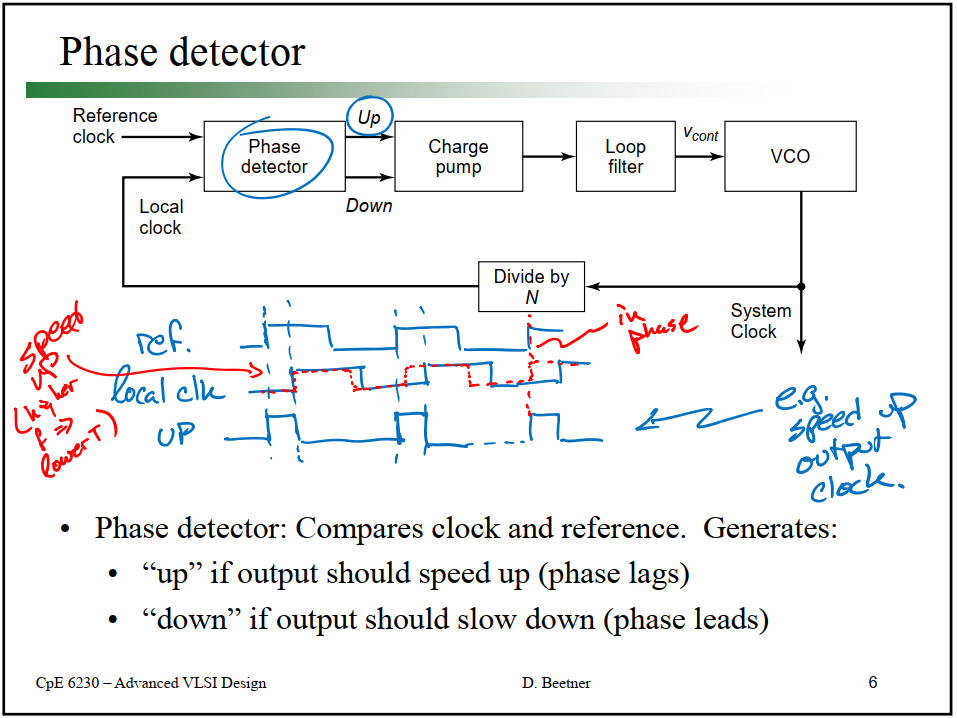 Phase detector
Reference
clock
Up
Phase
detector
Charge
pump
Loop
filter
vcont
VCO
Local
clock
Down
Divide by
N
System
Clock
speed
up
(higher
f ⇒
lower T)
ref.
in
phase
local clk
UP
e.g.
speed up
output
clock.
• Phase detector: Compares clock and reference. Generates:
• “up” if output should speed up (phase lags)
• “down” if output should slow down (phase leads)
CpE 6230 – Advanced VLSI Design
D. Beetner
6